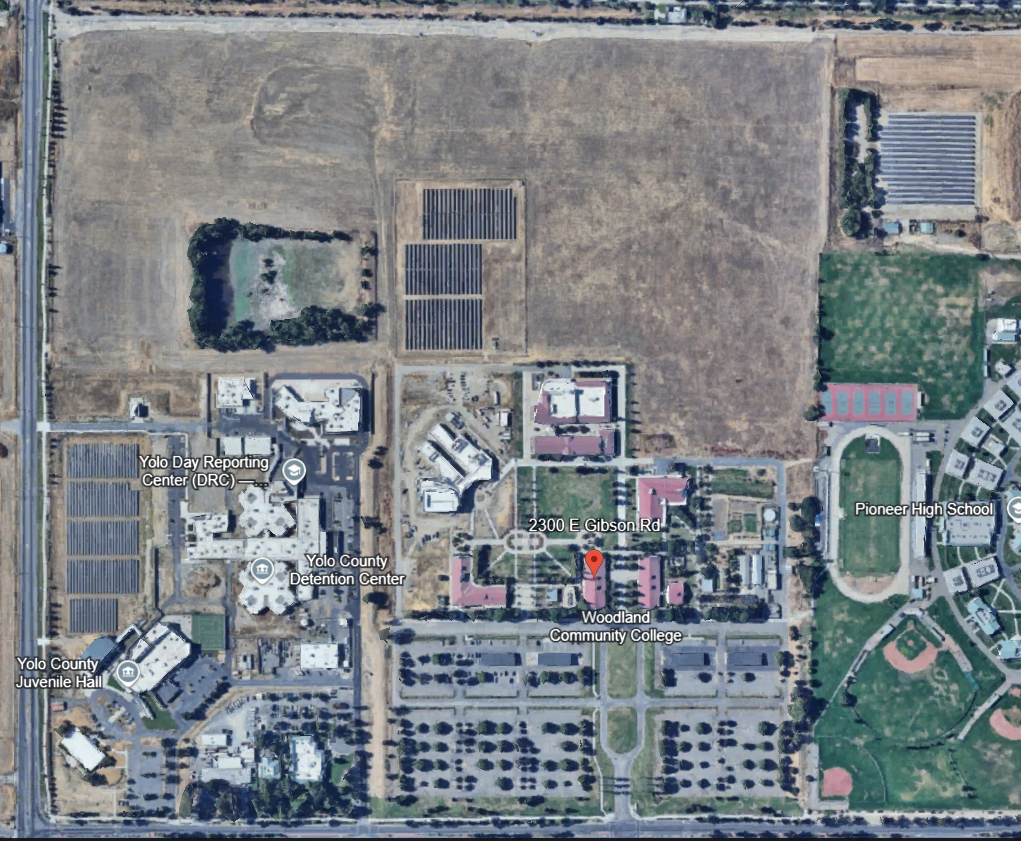 Yolo Day Reporting
Center (DRC) —...
Pioneer High School
2300 E Gibson Rd
Yolo County
Detention Center
Woodland
Community College
Yolo County
Juvenile Hall